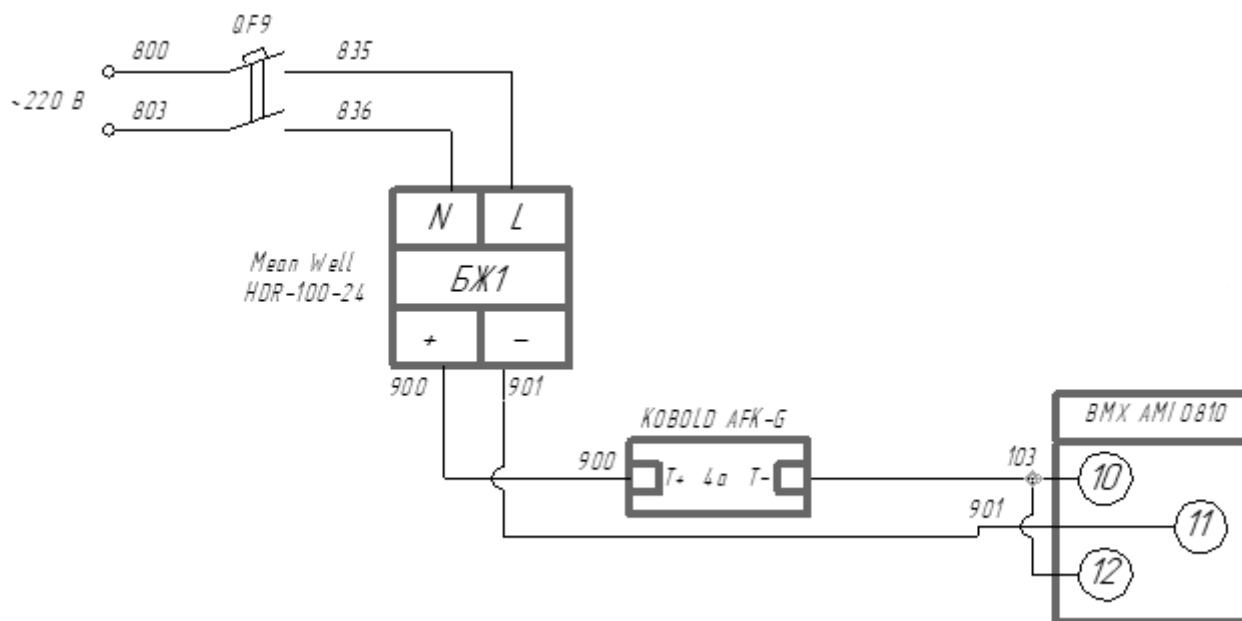 QF9
800
835
~220 В
803
836
N
L
Mean Well
HDR-100-24
БЖ1
+
-
900
901
KOBOLD AFK-G
BMX AMI 0810
900
T+ 4а T-
103
10
901
11
12